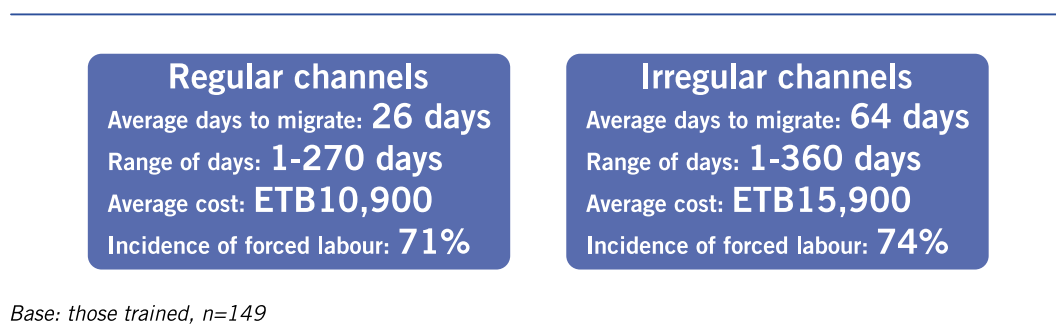 Regular channels
Average days to migrate: 26 days
Range of days: 1-270 days
Average cost: ETB10,900
Incidence of forced labour: 71%
Irregular channels
Average days to migrate: 64 days
Range of days: 1-360 days
Average cost: ETB15,900
Incidence of forced labour: 74%
Base: those trained, n=149